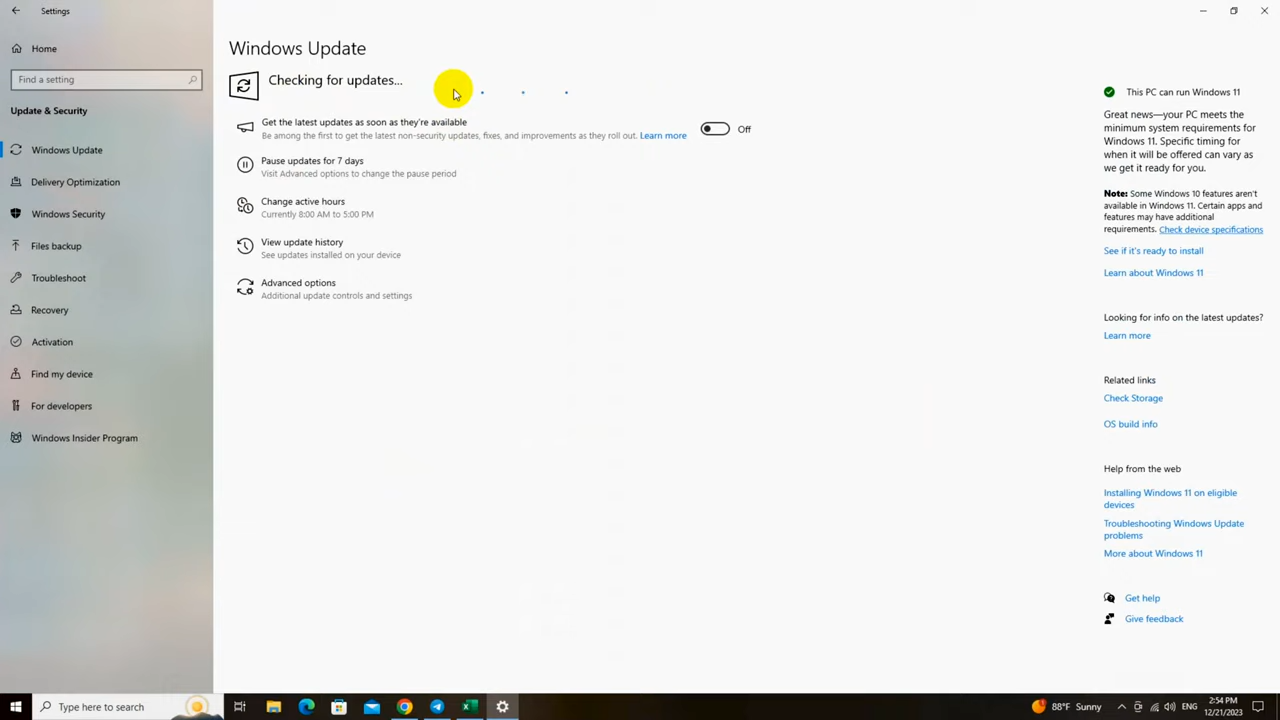 Settings
Home
Find a setting
Update & Security
Windows Update
Delivery Optimization
Windows Security
Files backup
Troubleshoot
Recovery
Activation
Find my device
For developers
Windows Insider Program
Windows Update
Checking for updates...
Get the latest updates as soon as they're available
Be among the first to get the latest non-security updates, fixes, and improvements as they roll out. Learn more
Off
Pause updates for 7 days
Visit Advanced options to change the pause period
Change active hours
Currently 8:00 AM to 5:00 PM
View update history
See updates installed on your device
Advanced options
Additional update controls and settings
This PC can run Windows 11
Great news—your PC meets the
minimum system requirements for
Windows 11. Specific timing for
when it will be offered can vary as
we get it ready for you.
Note: Some Windows 10 features aren't
available in Windows 11. Certain apps and
features may have additional
requirements. Check device specifications
See if it's ready to install
Learn about Windows 11
Looking for info on the latest updates?
Learn more
Related links
Check Storage
OS build info
Help from the web
Installing Windows 11 on eligible
devices
Troubleshooting Windows Update
problems
More about Windows 11
Get help
Give feedback
Type here to search
88°F Sunny
ENG
2:54 PM
12/21/2023